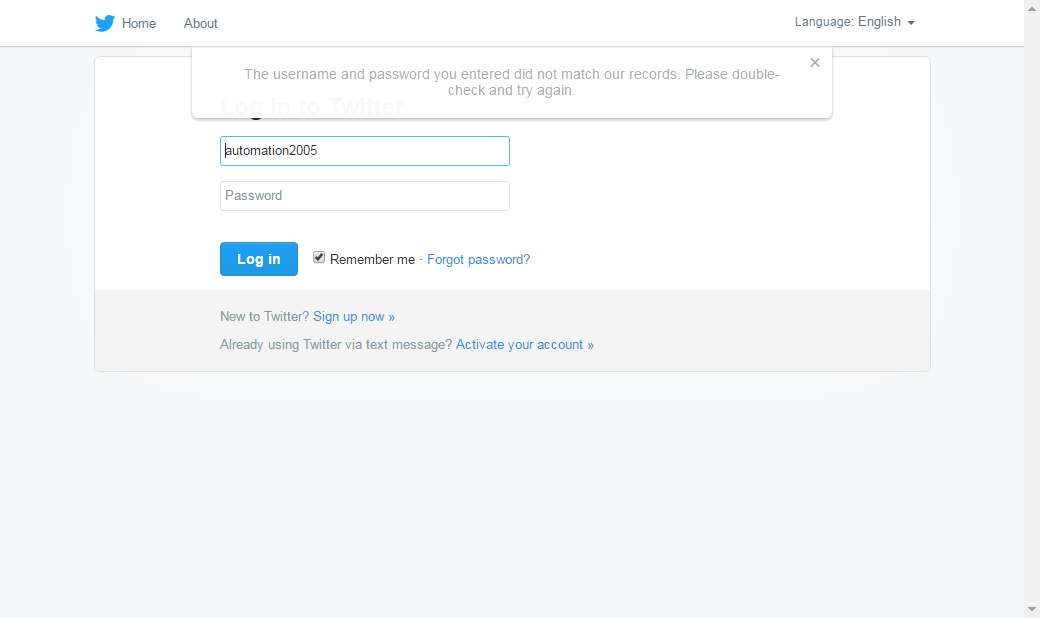 Home About Language: English
The username and password you entered did not match our records. Please double-
check and try again.
Log in to Twitter
automation2005
Password
Log in Remember me · Forgot password?
New to Twitter? Sign up now »
Already using Twitter via text message? Activate your account »